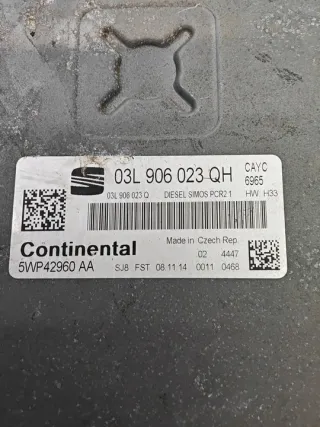 03L 906 023 QH
CAYC
6965
03L 906 023 Q DIESEL SIMOS PCR2 1 HW: H33
Continental
5WP42960 AA
Made in Czech Rep.
02 4447
SJ8 FST 08.11.14 0011 0468